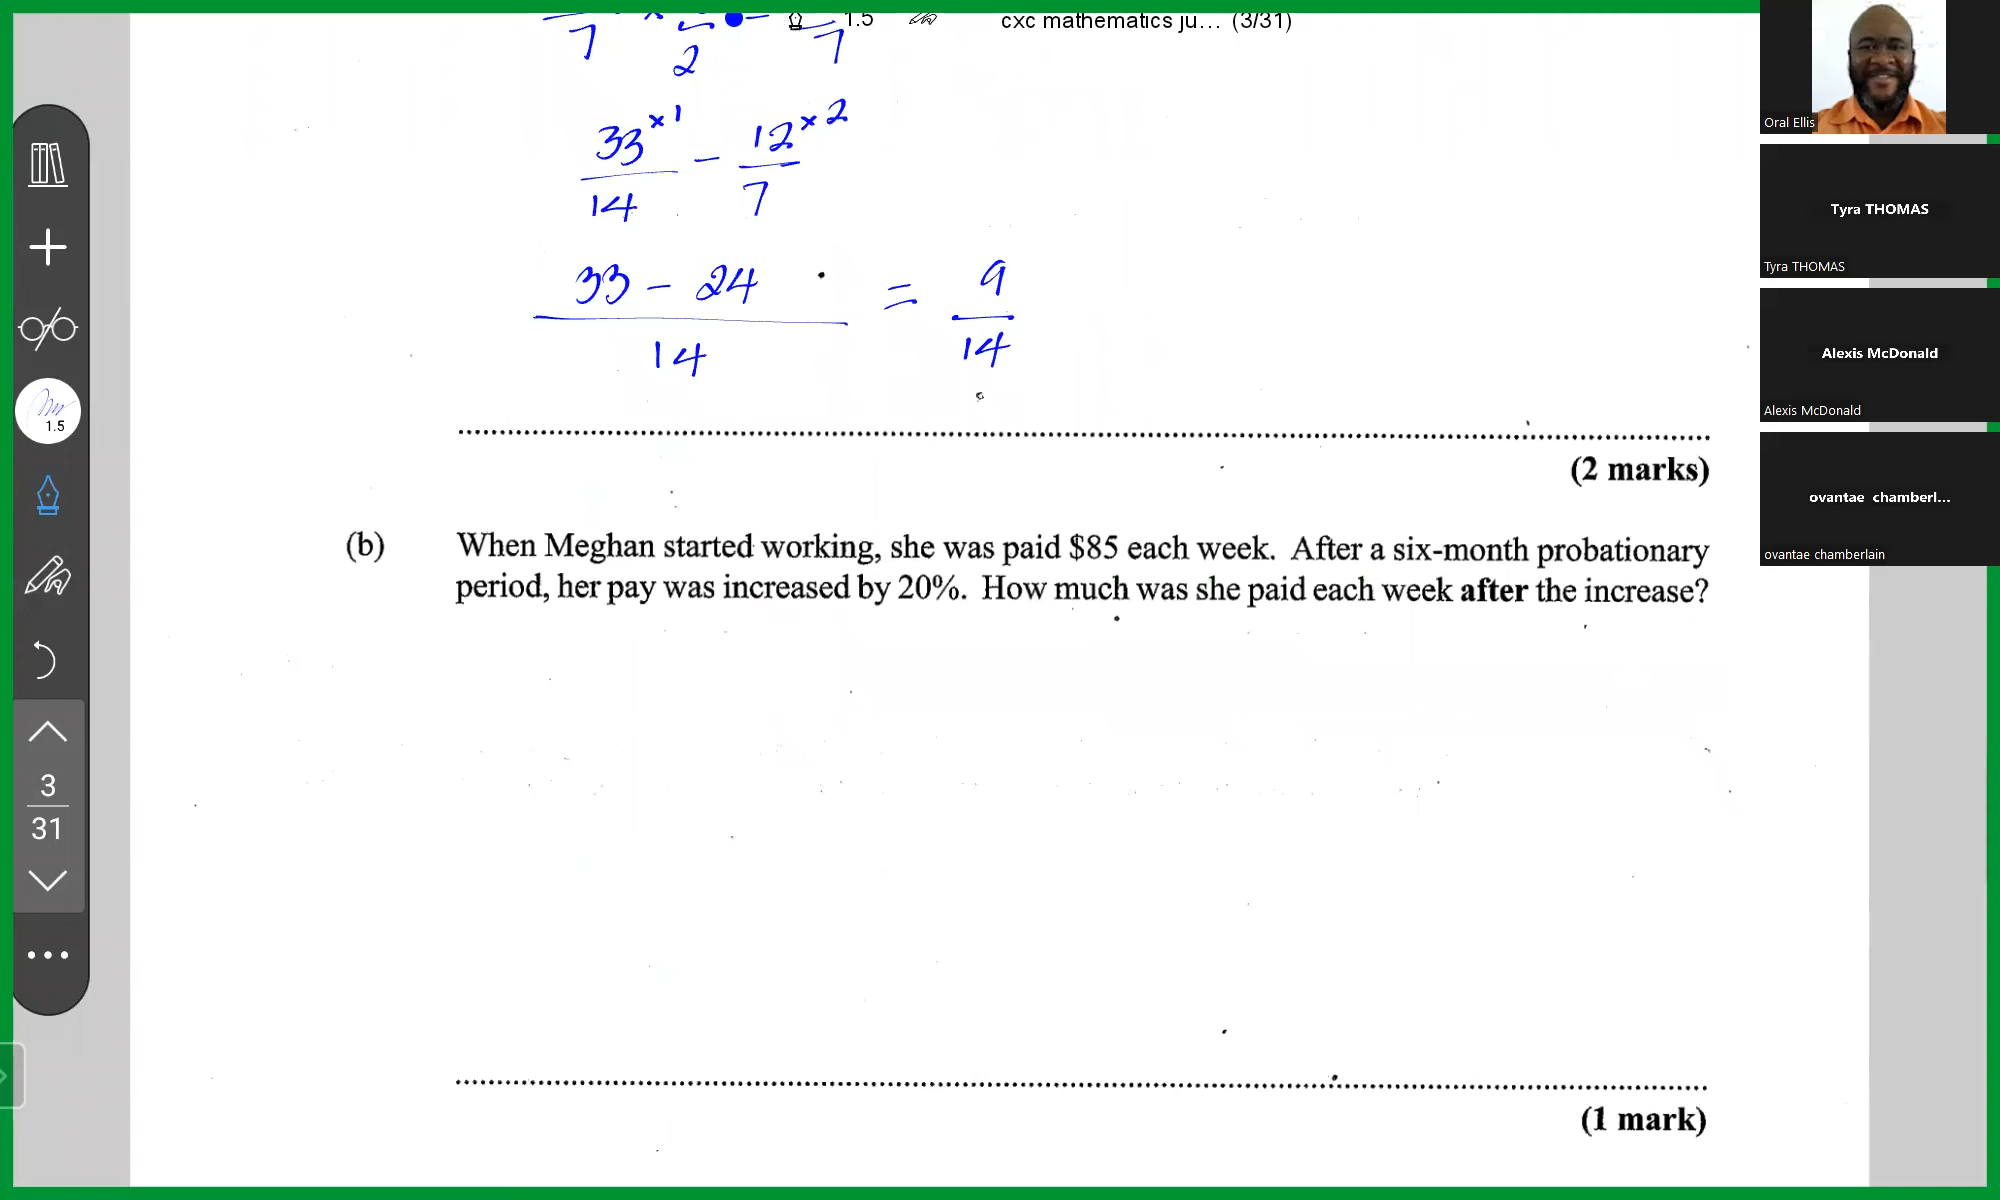 1.5 cxc mathematics ju... (3/31)
7 2 7
33 ×1 − 12 ×2
14 7
33 − 24 = 9
14 14
(2 marks)
(b) When Meghan started working, she was paid $85 each week. After a six-month probationary
period, her pay was increased by 20%. How much was she paid each week after the increase?
(1 mark)
1.5
3
31
Oral Ellis
Tyra THOMAS
Tyra THOMAS
Alexis McDonald
Alexis McDonald
ovantae chamberl...
ovantae chamberlain